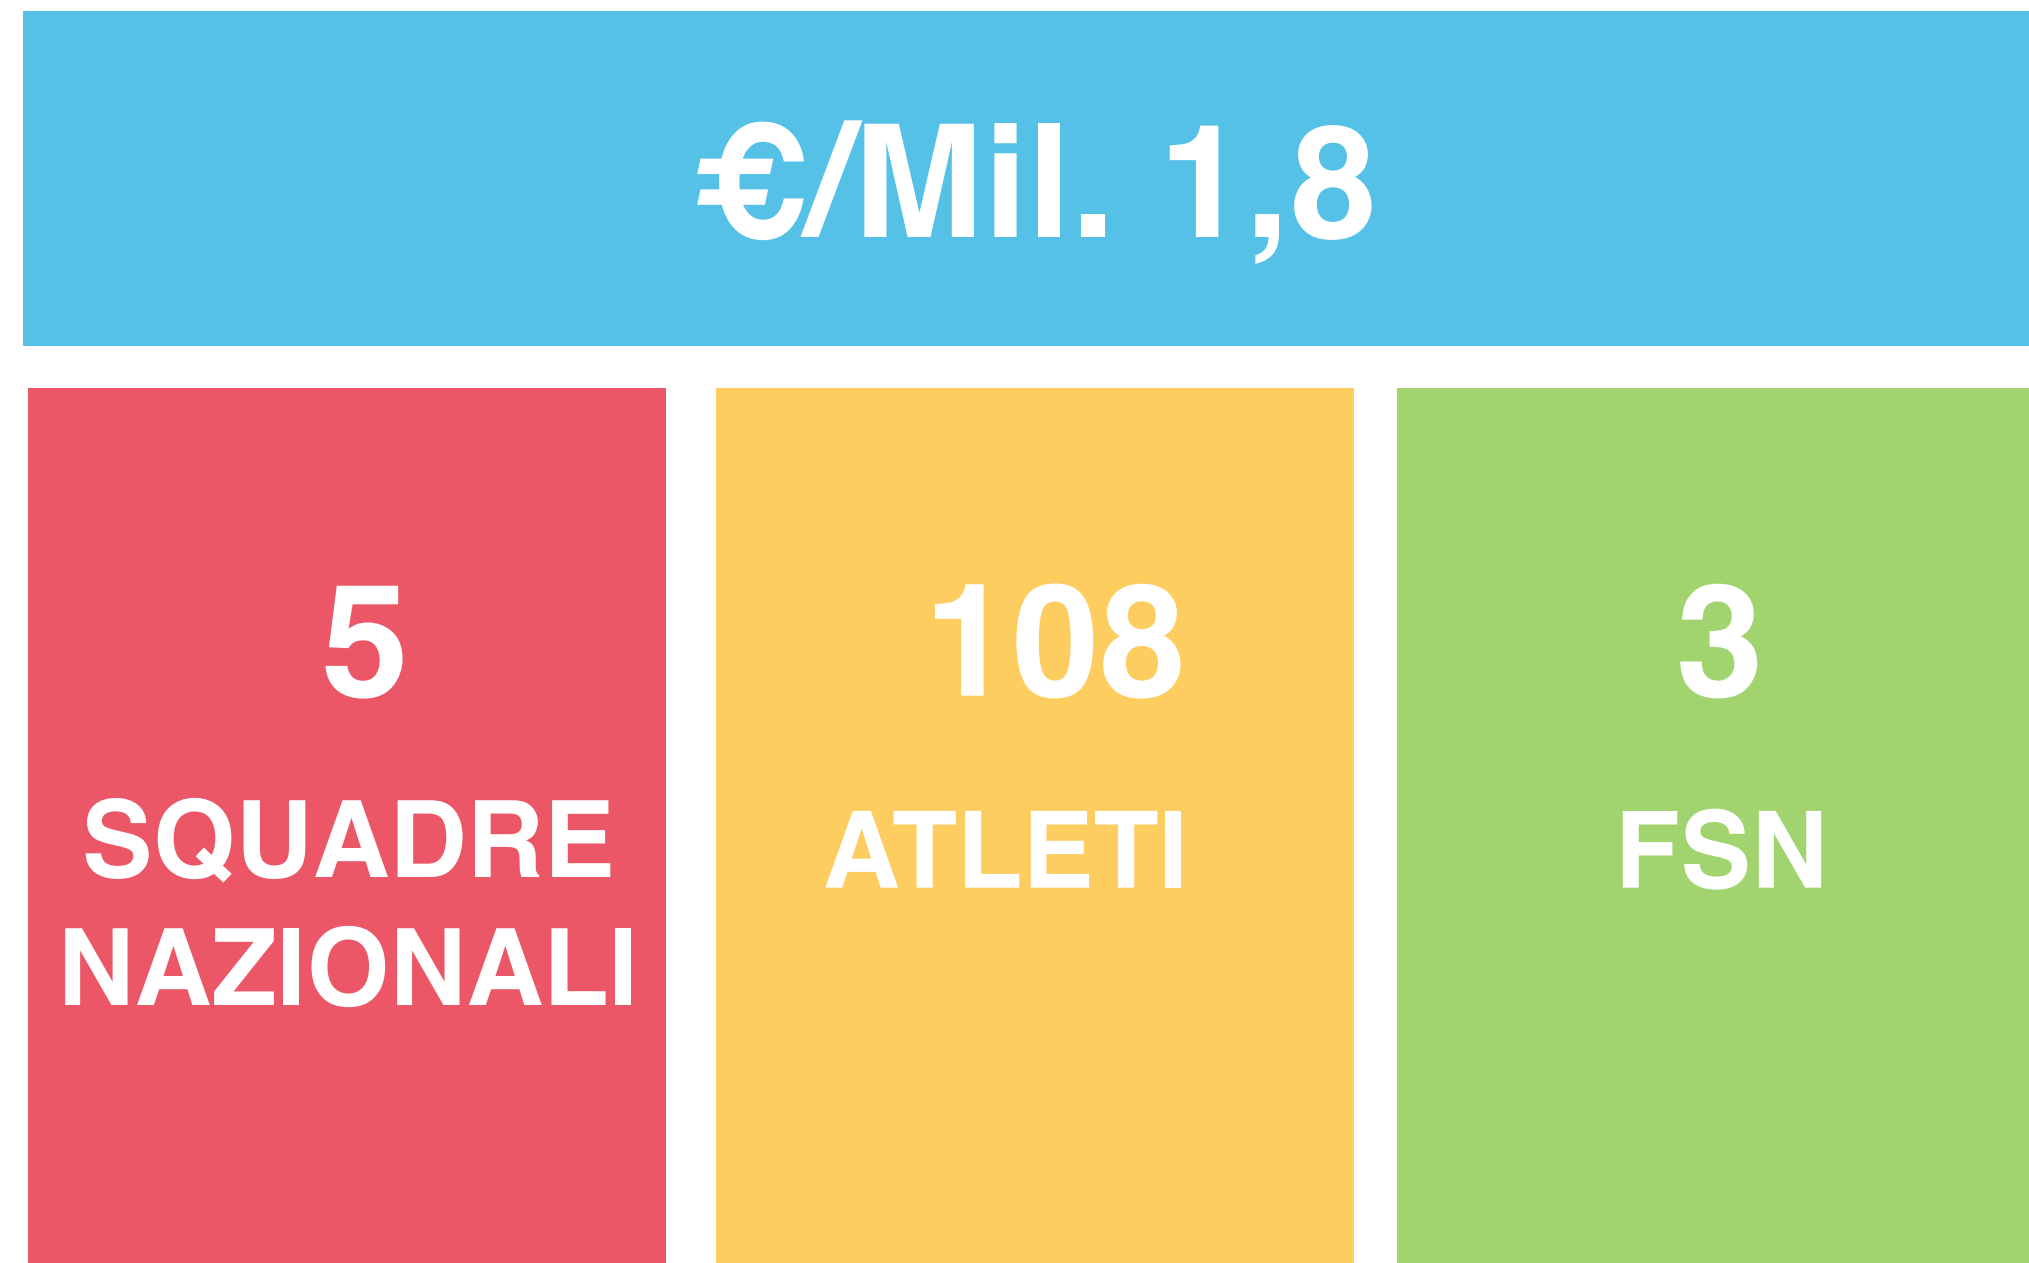 €/Mil. 1,8
5
SQUADRE
NAZIONALI
108
ATLETI
3
FSN